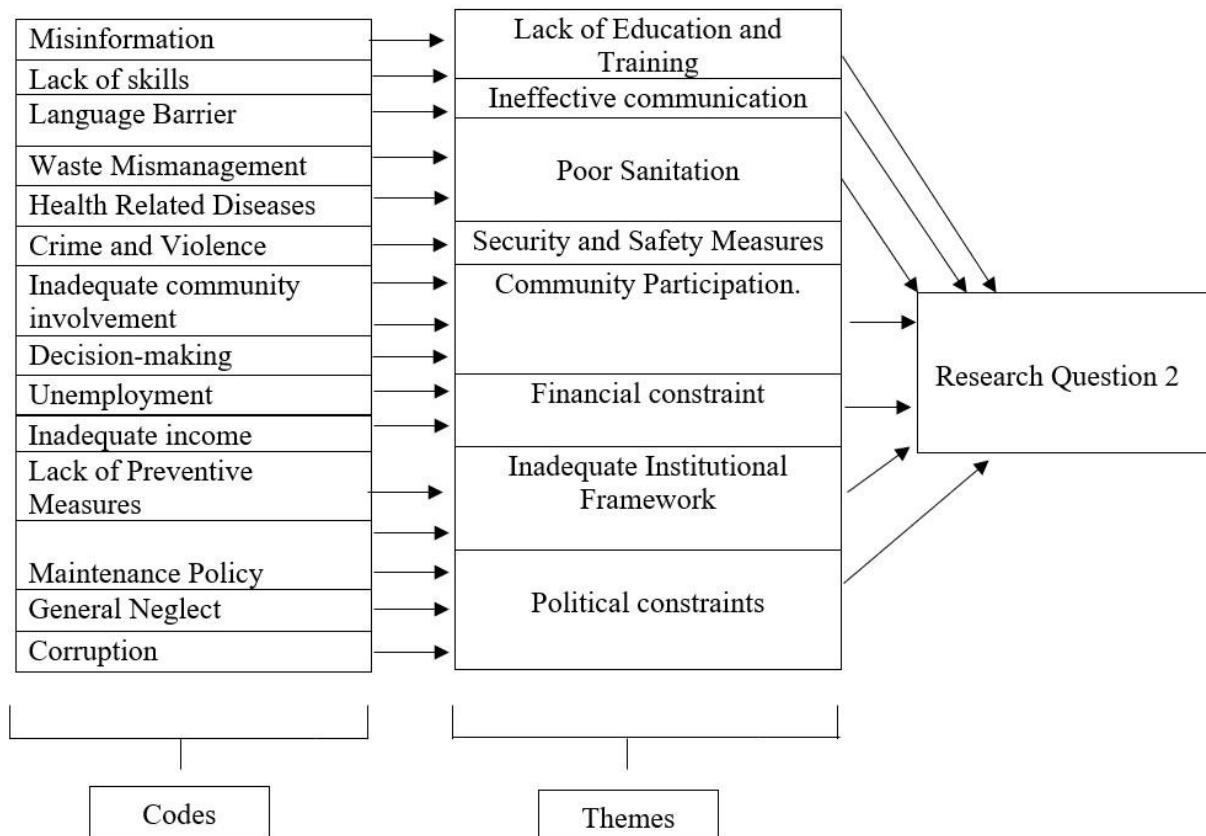 Misinformation
Lack of skills
Language Barrier
Waste Mismanagement
Health Related Diseases
Crime and Violence
Inadequate community
involvement
Decision-making
Unemployment
Inadequate income
Lack of Preventive
Measures
Maintenance Policy
General Neglect
Corruption
Codes
Lack of Education and
Training
Ineffective communication
Poor Sanitation
Security and Safety Measures
Community Participation.
Financial constraint
Inadequate Institutional
Framework
Political constraints
Themes
Research Question 2